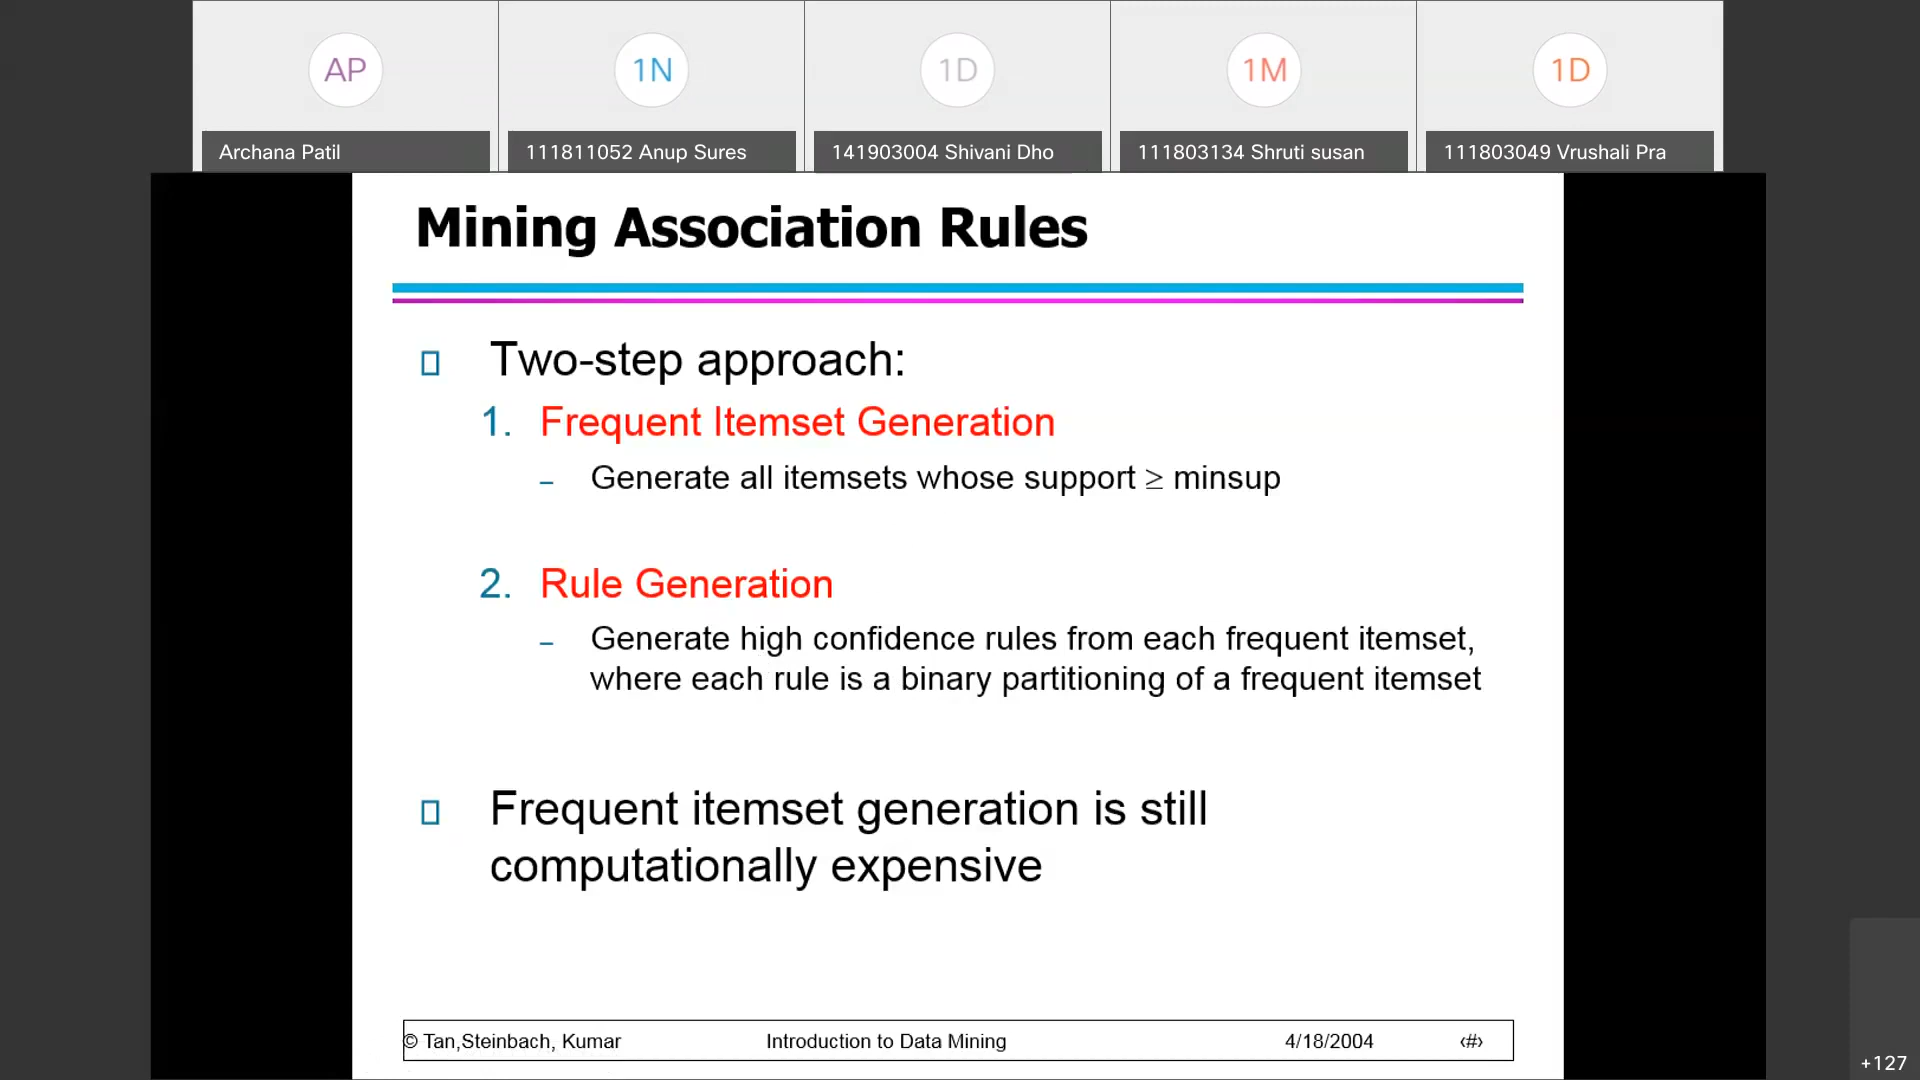 AP
1N
1D
1M
1D
Archana Patil
111811052 Anup Sures
141903004 Shivani Dho
111803134 Shruti susan
111803049 Vrushali Pra
Mining Association Rules
Two-step approach:
1. Frequent Itemset Generation
– Generate all itemsets whose support ≥ minsup
2. Rule Generation
– Generate high confidence rules from each frequent itemset,
where each rule is a binary partitioning of a frequent itemset
Frequent itemset generation is still
computationally expensive
© Tan,Steinbach, Kumar Introduction to Data Mining 4/18/2004 ‹#›
+127